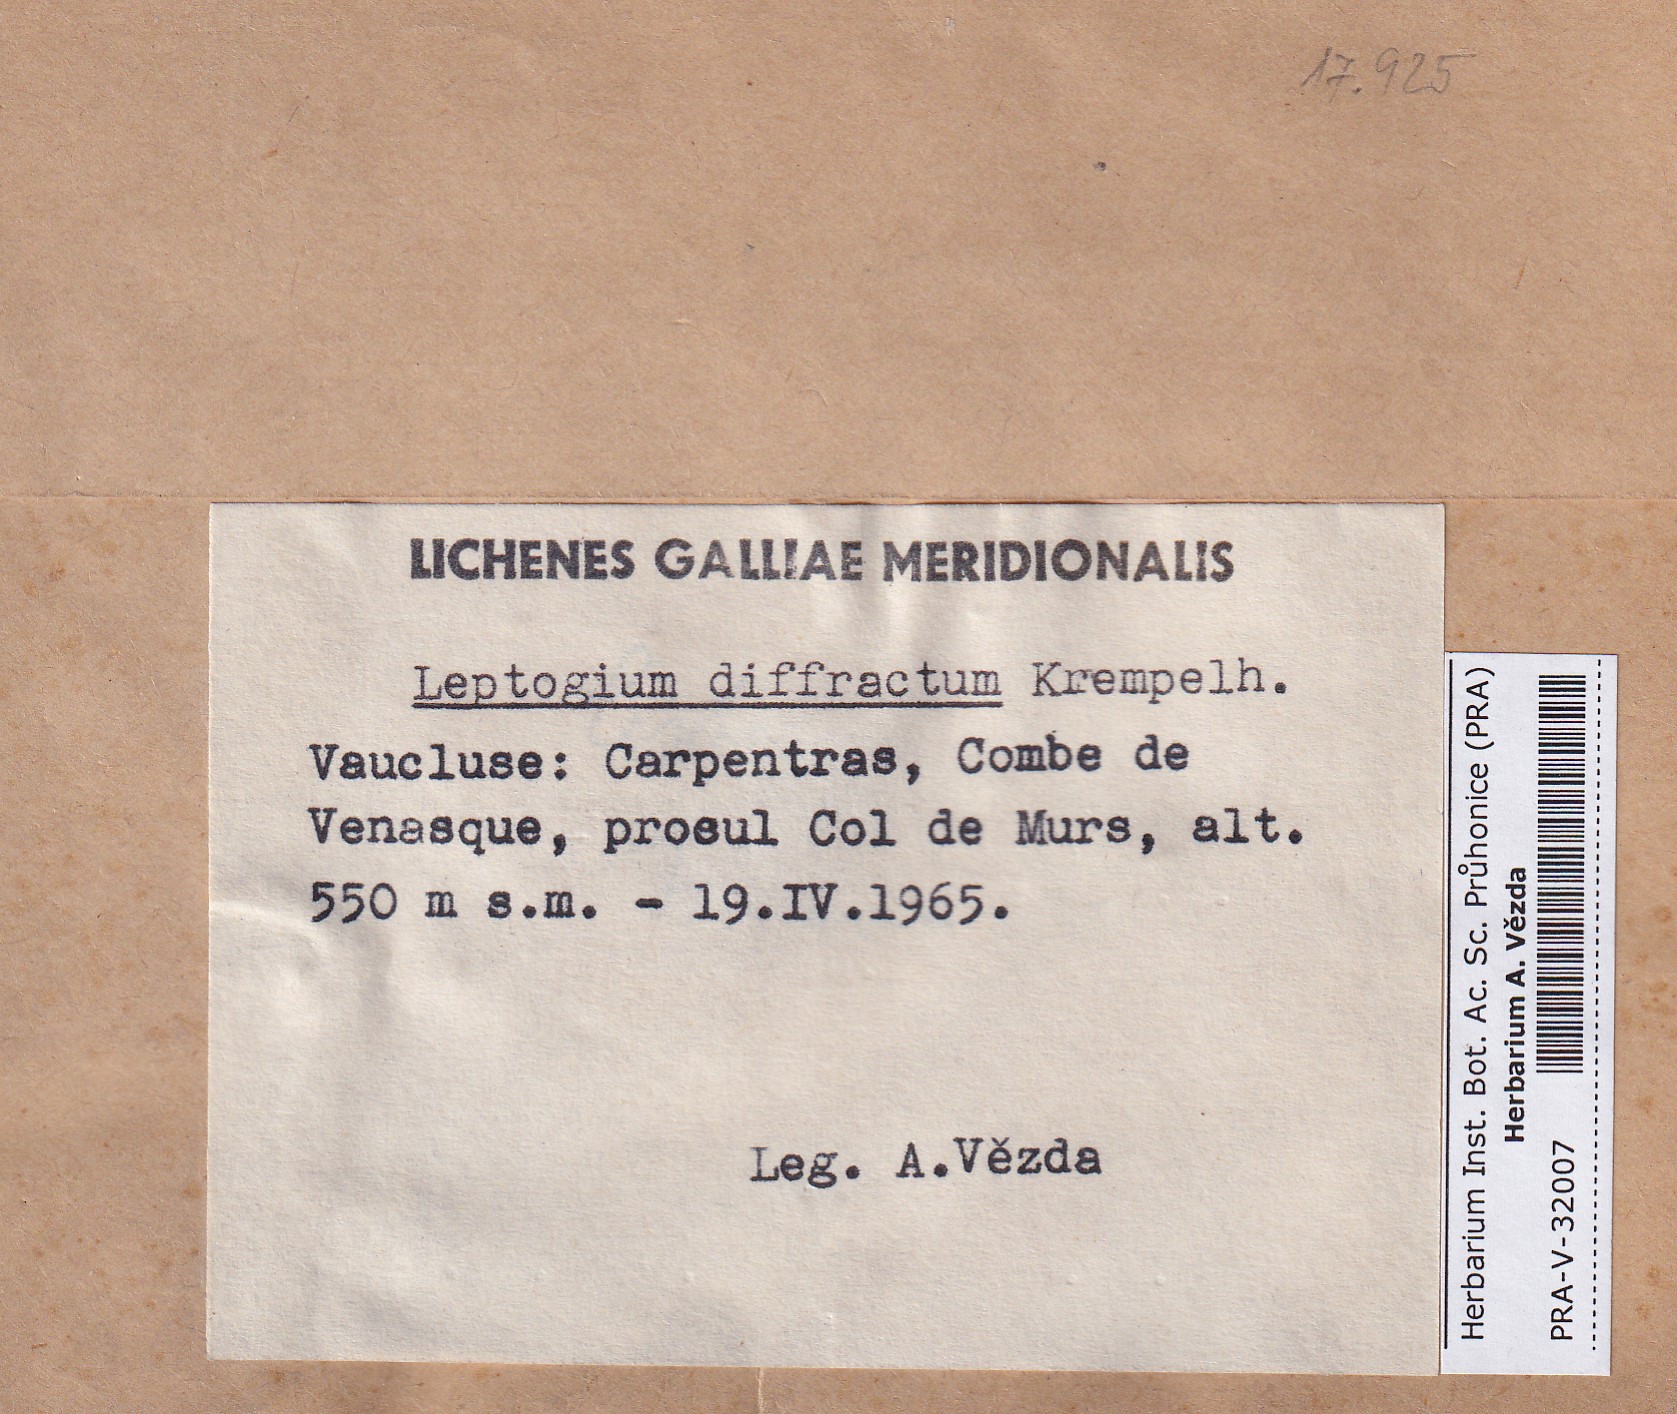 17.925
LICHENES GALLIAE MERIDIONALIS
Leptogium diffractum Krempelh.
Vaucluse: Carpentras, Combe de
Venasque, prosul Col de Murs, alt.
550 m s.m. - 19.IV.1965.
Leg. A.Vězda
Herbarium Inst. Bot. Ac. Sc. Průhonice (PRA)
Herbarium A. Vězda
PRA-V-32007